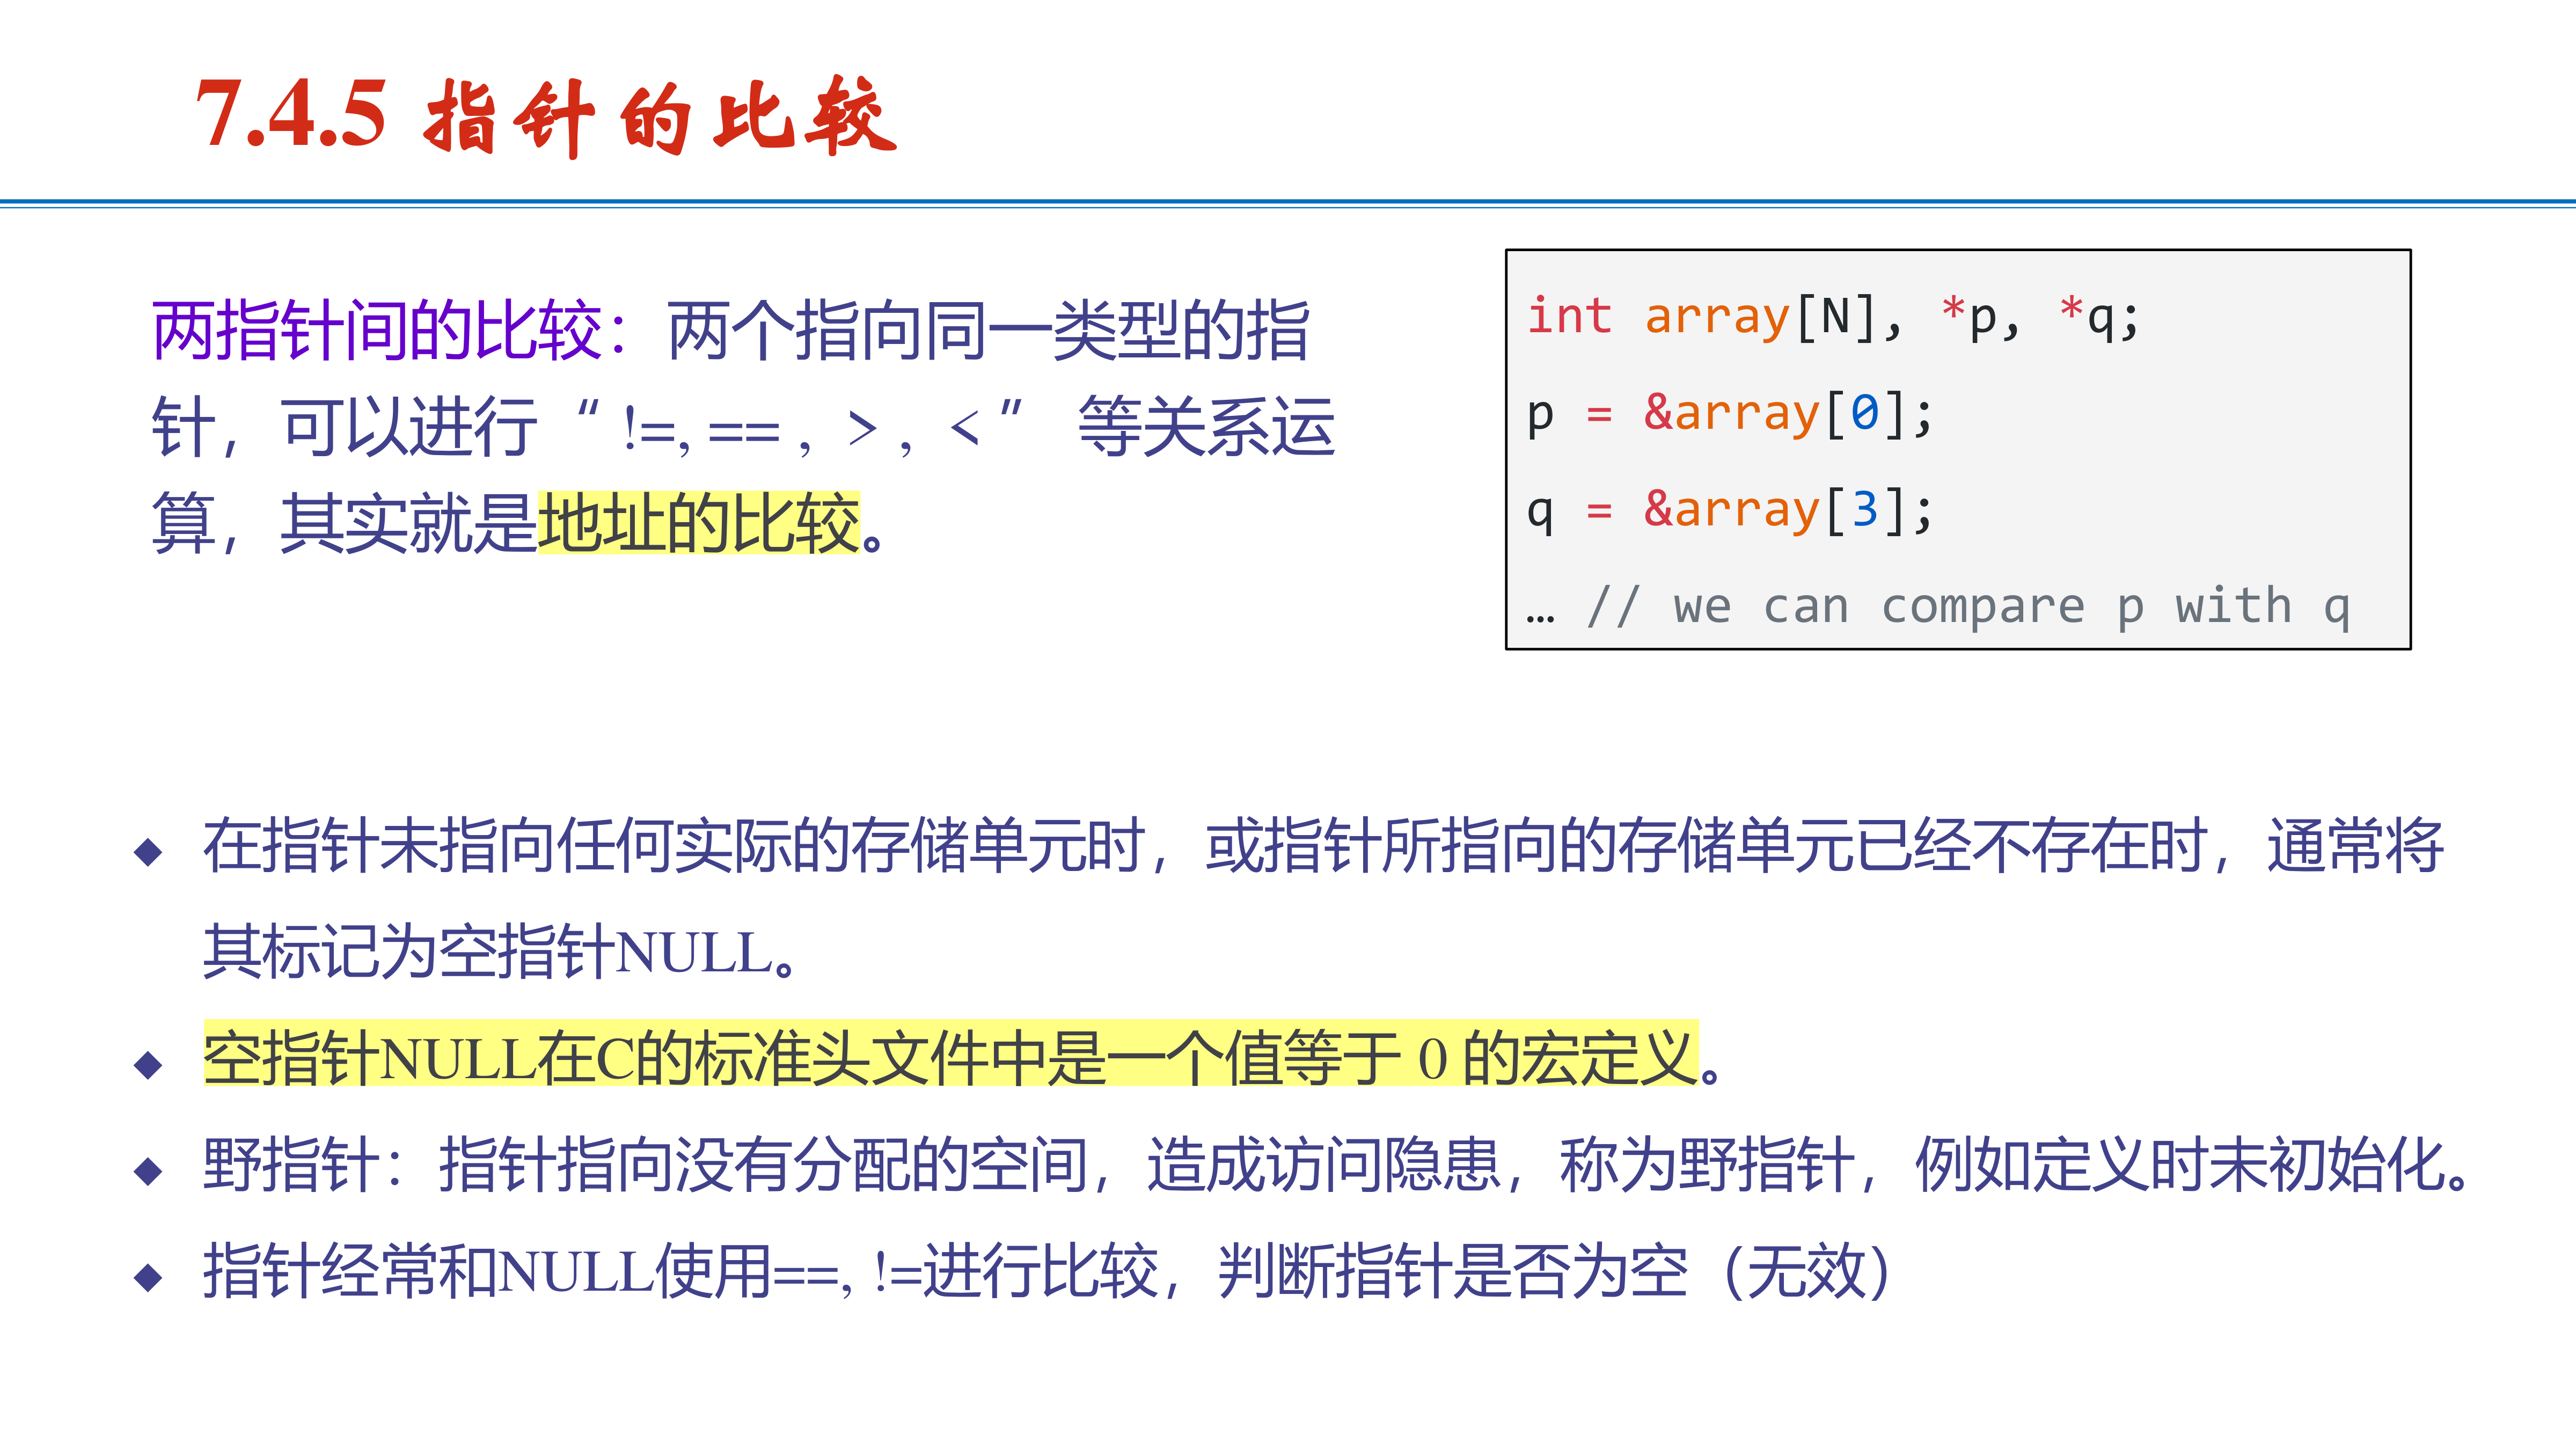 7.4.5 指针的比较
两指针间的比较：两个指向同一类型的指
针，可以进行“ !=, == , > , < ” 等关系运
算，其实就是地址的比较。
int array[N], *p, *q;
p = &array[0];
q = &array[3];
… // we can compare p with q
◆ 在指针未指向任何实际的存储单元时，或指针所指向的存储单元已经不存在时，通常将
其标记为空指针NULL。
◆ 空指针NULL在C的标准头文件中是一个值等于 0 的宏定义。
◆ 野指针：指针指向没有分配的空间，造成访问隐患，称为野指针，例如定义时未初始化。
◆ 指针经常和NULL使用==, !=进行比较，判断指针是否为空（无效）